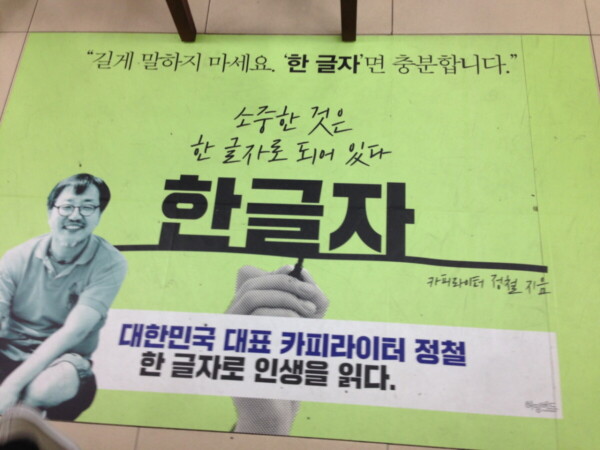 “길게 말하지 마세요. ‘한 글자’면 충분합니다.”
소중한 것은
한 글자로 되어 있다
한글자
카피라이터 정철 지음
대한민국 대표 카피라이터 정철
한 글자로 인생을 읽다.